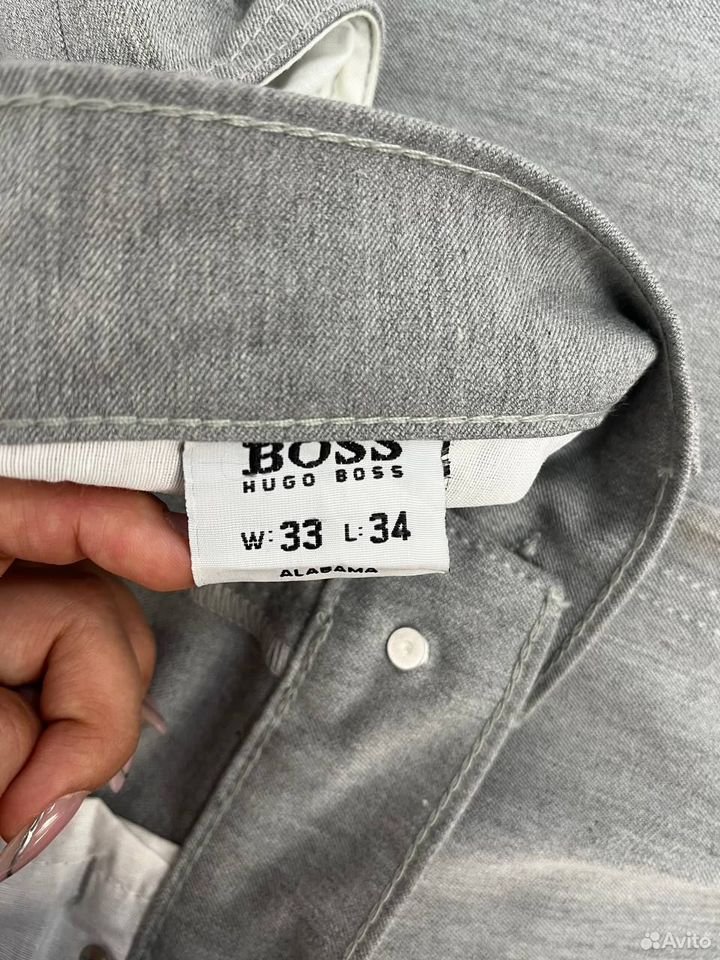 BOSS
HUGO BOSS
W: 33 L: 34
ALABAMA
Avito